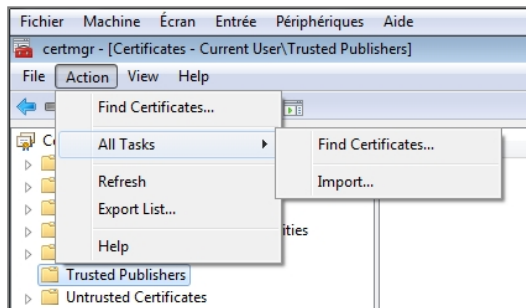 Fichier Machine Écran Entrée Périphériques Aide
certmgr - [Certificates - Current User\Trusted Publishers]
File Action View Help
Find Certificates...
All Tasks
Find Certificates...
Refresh
Import...
Export List...
ities
Help
Trusted Publishers
Untrusted Certificates